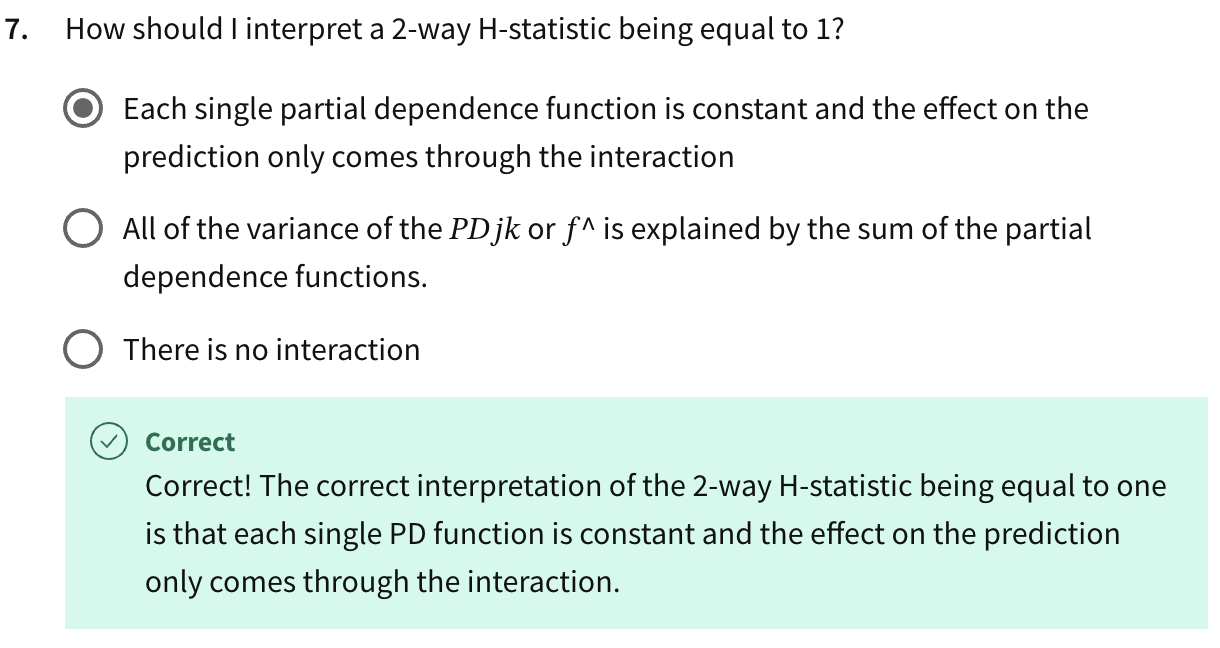 7. How should I interpret a 2-way H-statistic being equal to 1?
Each single partial dependence function is constant and the effect on the
prediction only comes through the interaction
All of the variance of the PDjk or f^ is explained by the sum of the partial
dependence functions.
There is no interaction
Correct
Correct! The correct interpretation of the 2-way H-statistic being equal to one
is that each single PD function is constant and the effect on the prediction
only comes through the interaction.